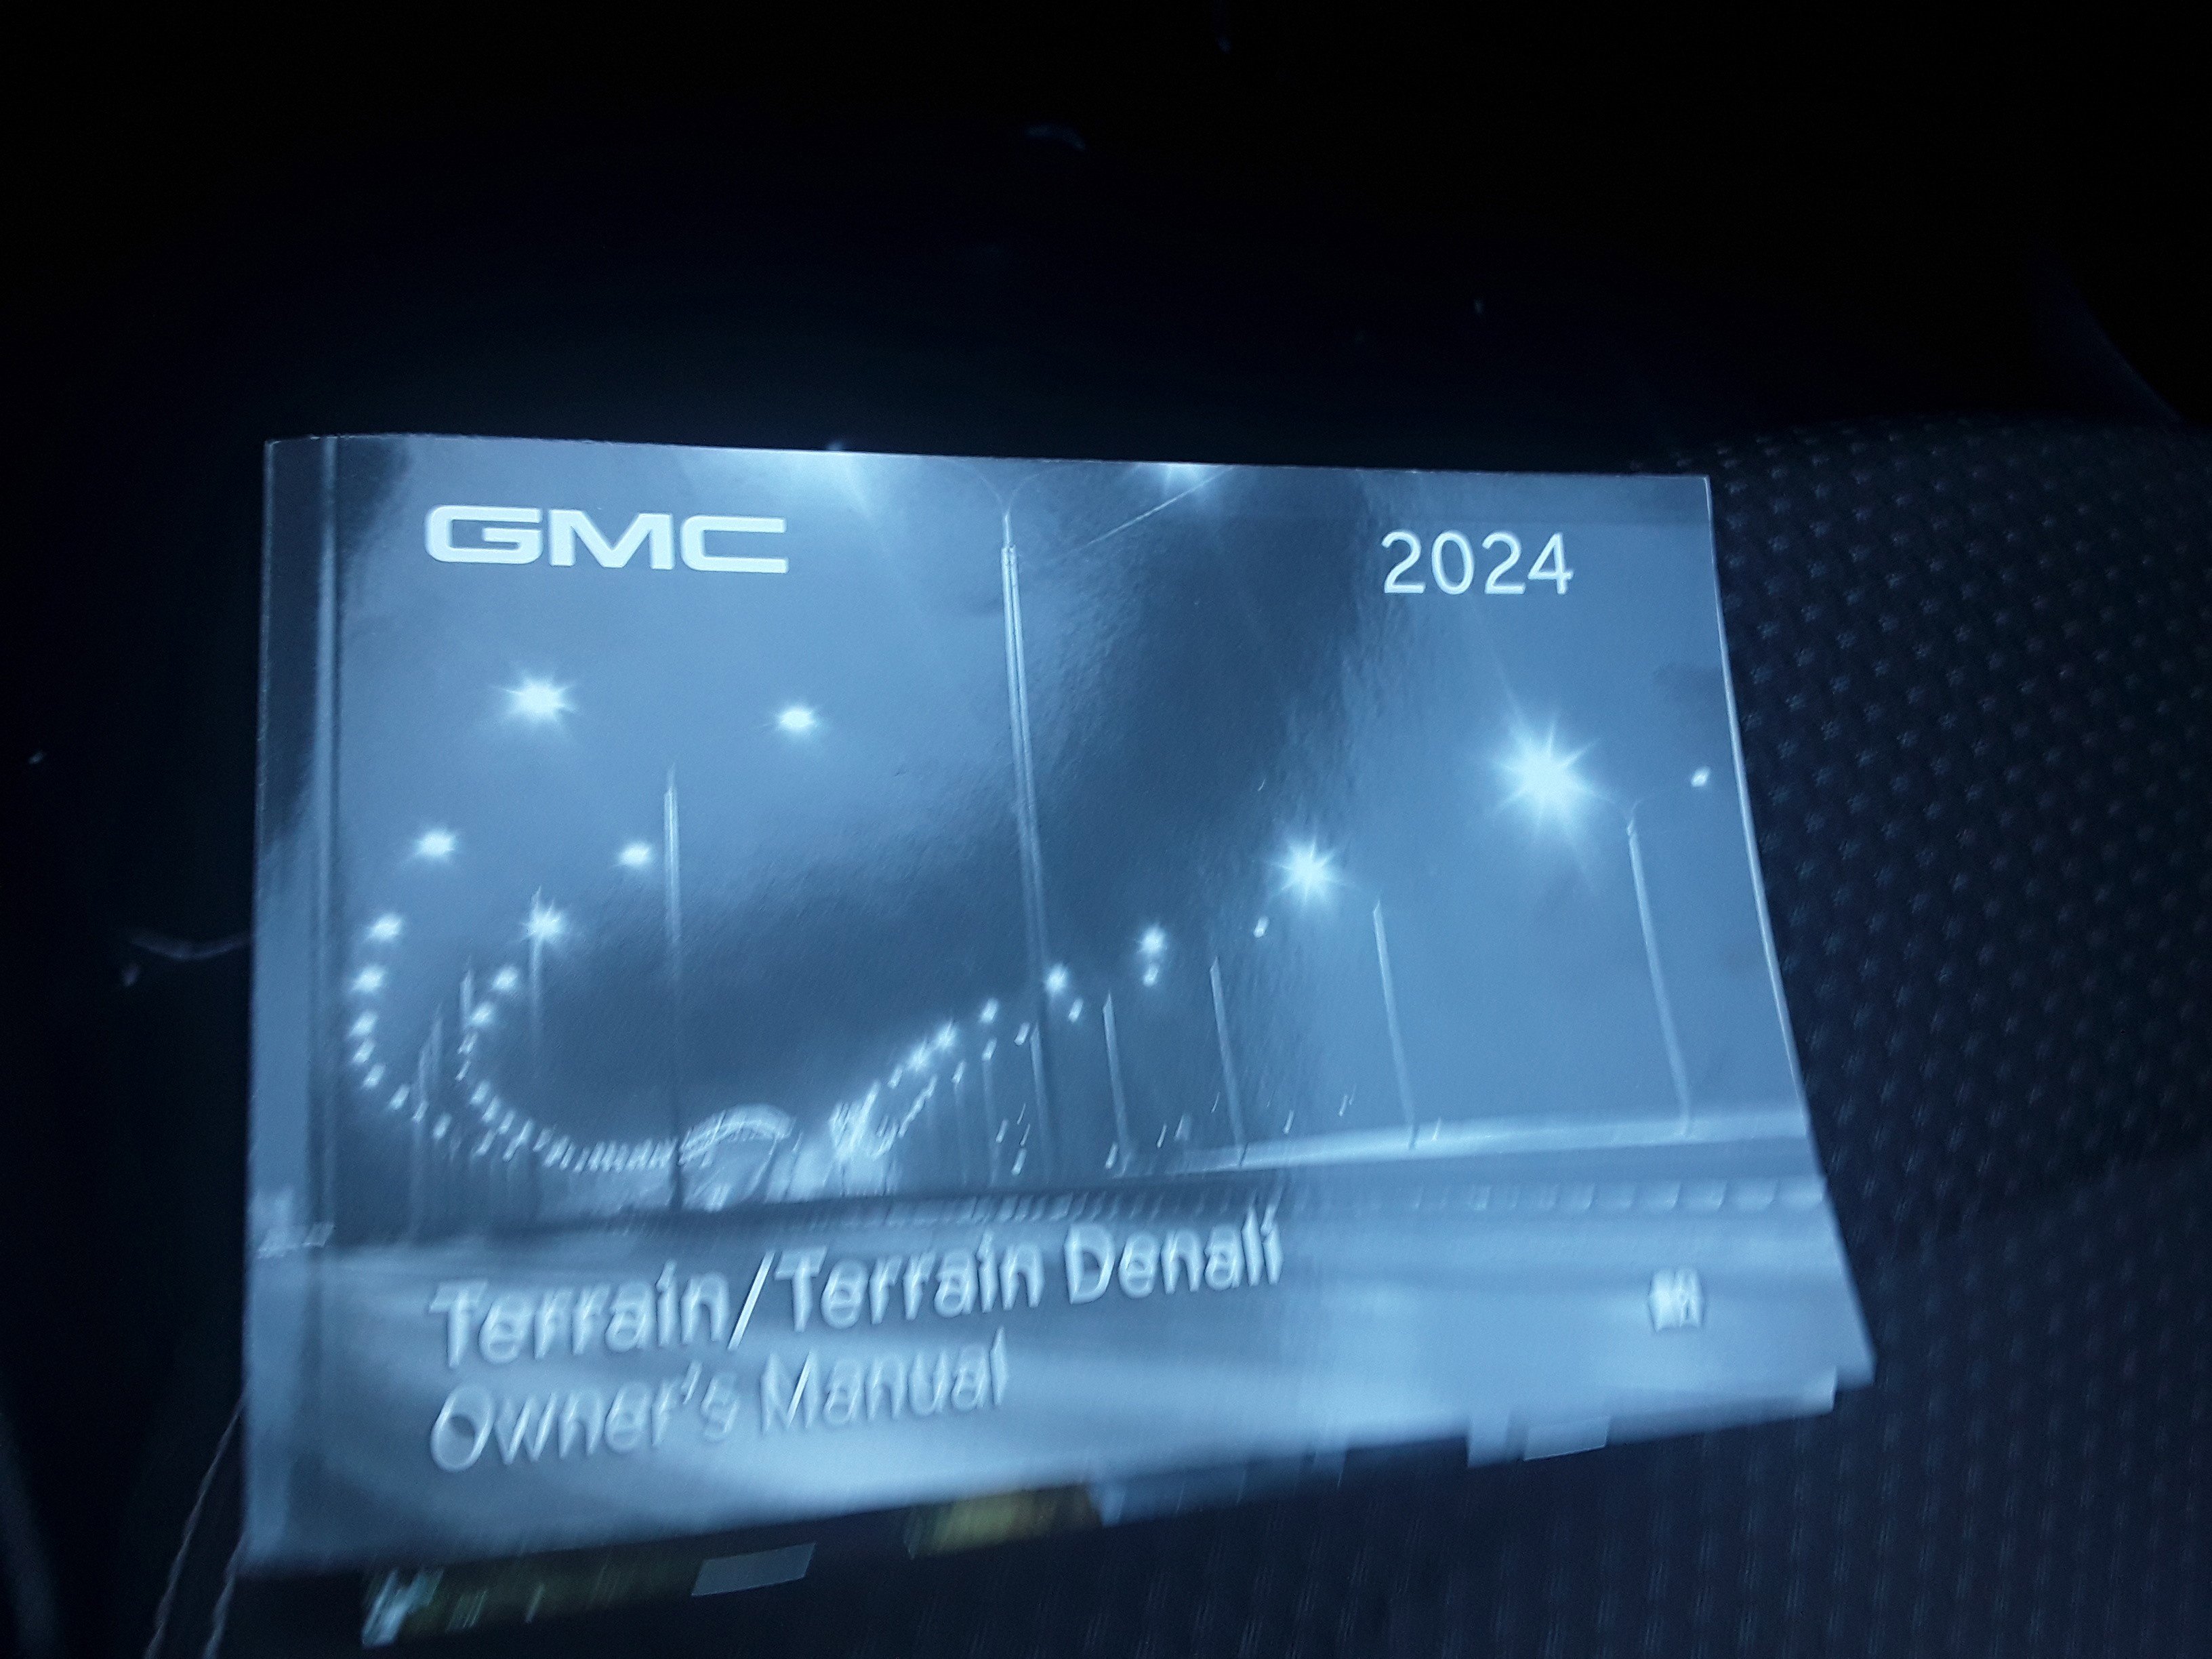 GMC
2024
Terrain/Terrain Denali
Owner's Manual